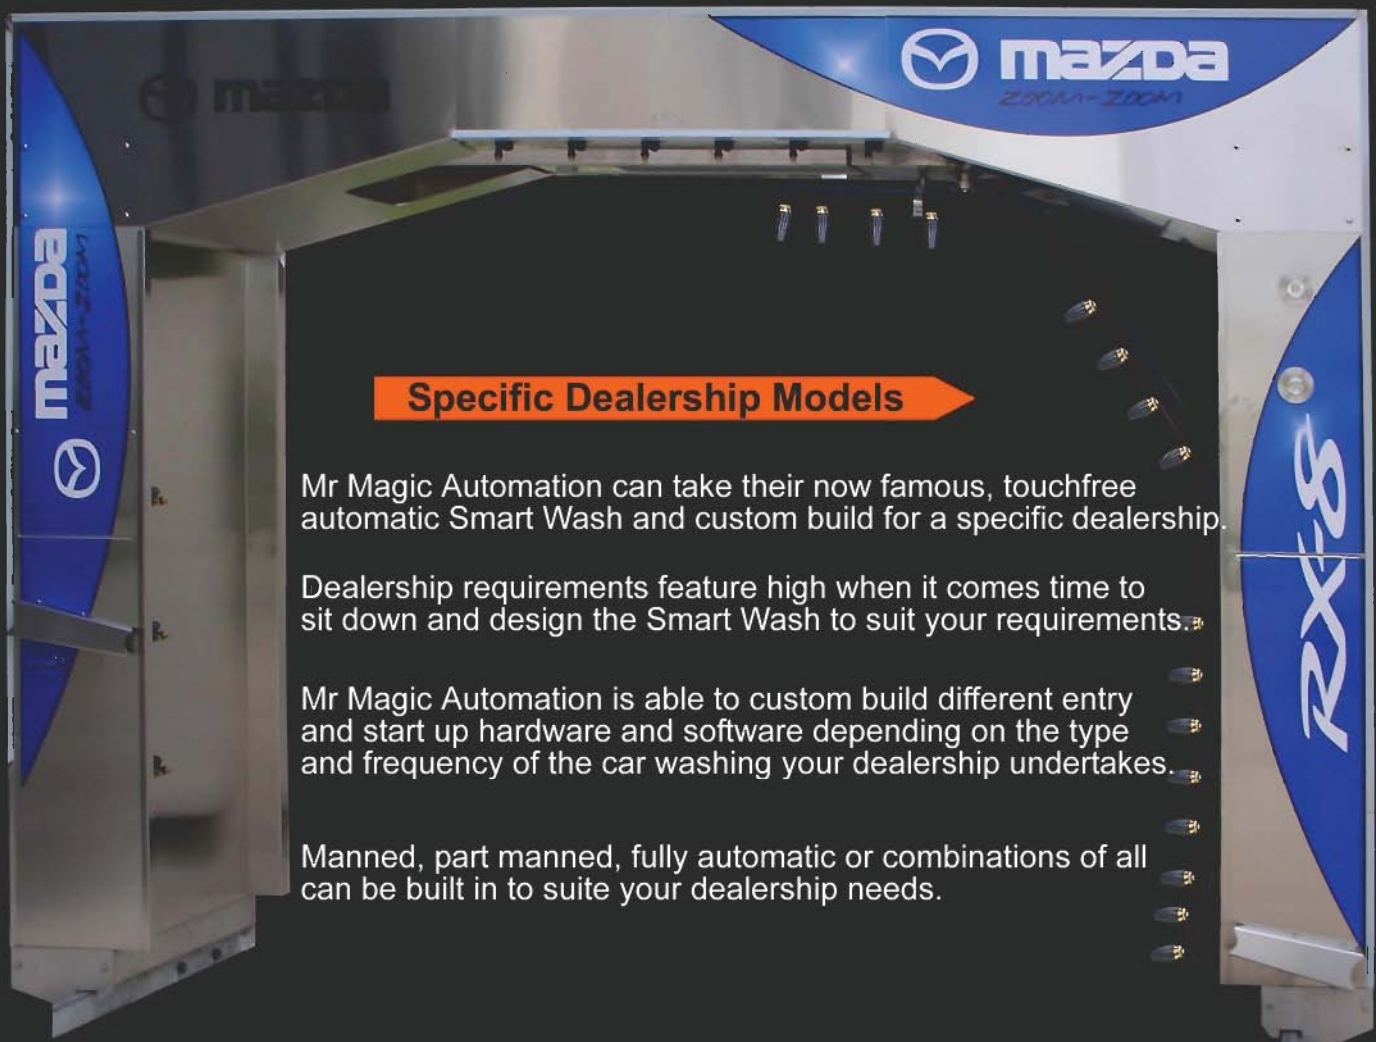 mazda
mazda
ZOOM-ZOOM
mazda
ZOOM-ZOOM
RX-8
Specific Dealership Models
Mr Magic Automation can take their now famous, touchfree
automatic Smart Wash and custom build for a specific dealership.
Dealership requirements feature high when it comes time to
sit down and design the Smart Wash to suit your requirements.
Mr Magic Automation is able to custom build different entry
and start up hardware and software depending on the type
and frequency of the car washing your dealership undertakes.
Manned, part manned, fully automatic or combinations of all
can be built in to suite your dealership needs.